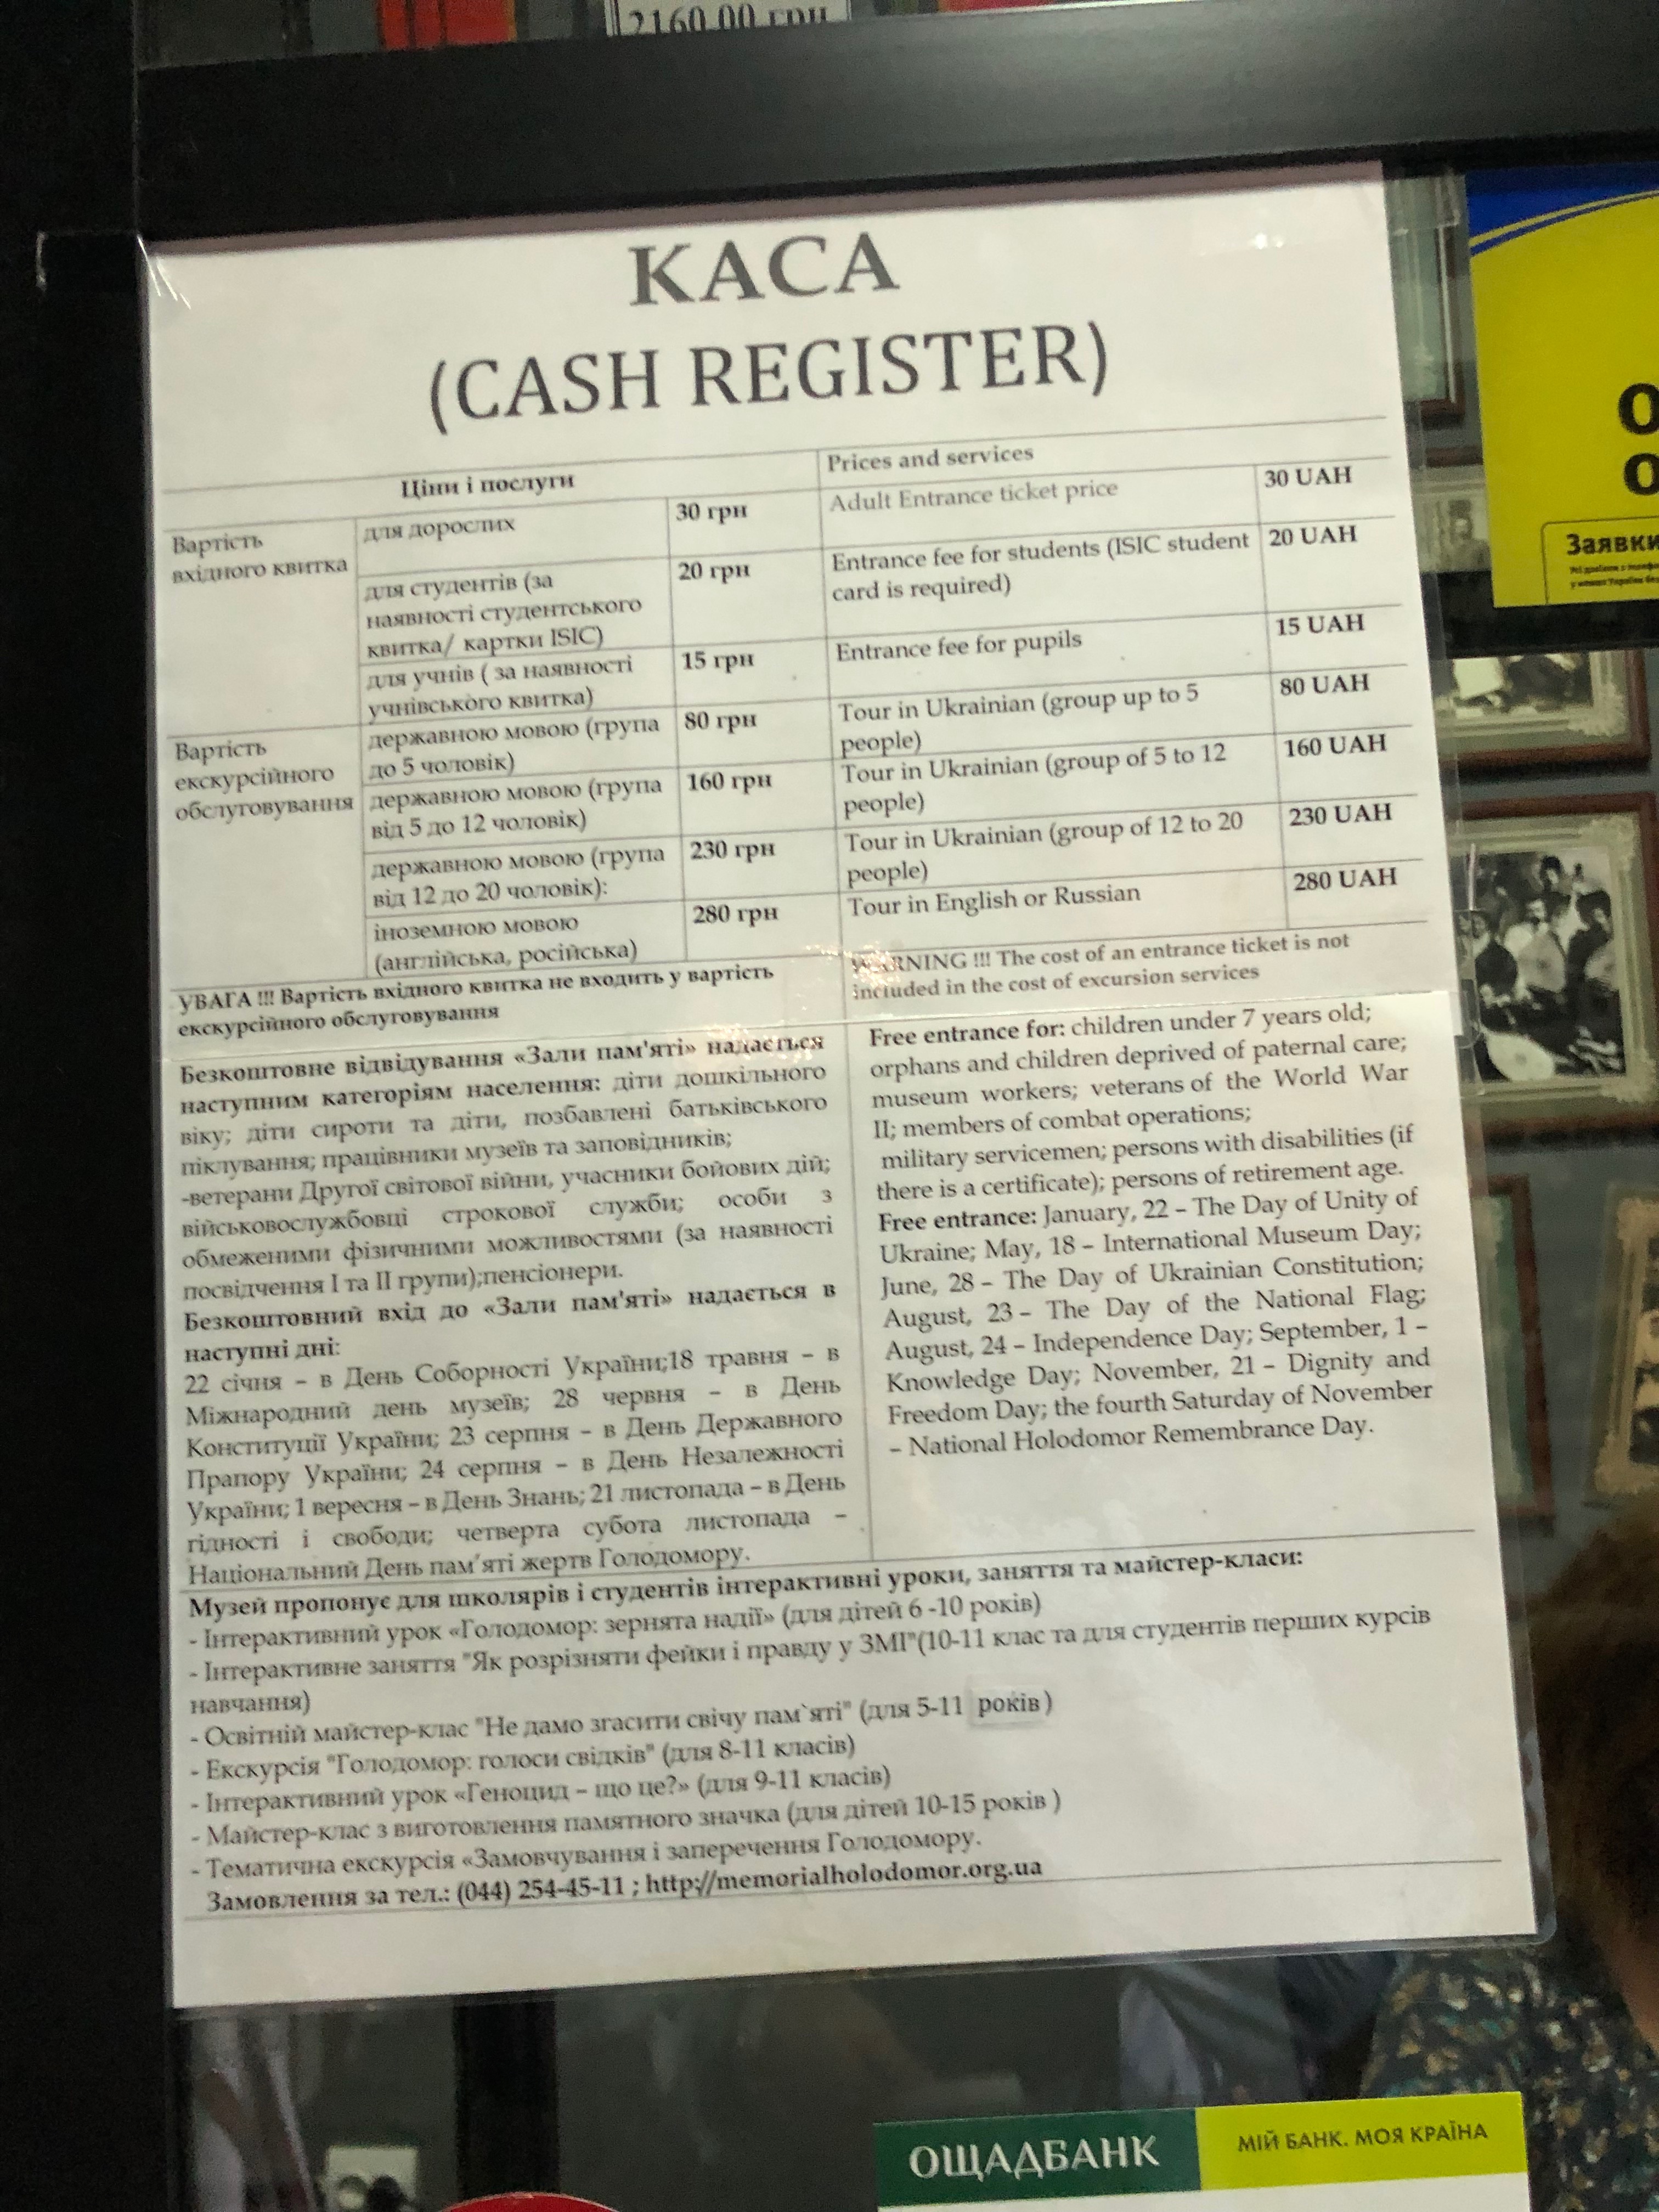 2160.00 грн
КАСА
(CASH REGISTER)
Ціни і послуги
Prices and services
Вартість
вхідного квитка
для дорослих
30 грн
Adult Entrance ticket price
30 UAH
для студентів (за
наявності студентського
квитка/ картки ISIC)
20 грн
Entrance fee for students (ISIC student
card is required)
20 UAH
для учнів ( за наявності
учнівського квитка)
15 грн
Entrance fee for pupils
15 UAH
Вартість
екскурсійного
обслуговування
державною мовою (група
до 5 чоловік)
80 грн
Tour in Ukrainian (group up to 5
people)
80 UAH
державною мовою (група
від 5 до 12 чоловік)
160 грн
Tour in Ukrainian (group of 5 to 12
people)
160 UAH
державною мовою (група
від 12 до 20 чоловік):
230 грн
Tour in Ukrainian (group of 12 to 20
people)
230 UAH
іноземною мовою
(англійська, російська)
280 грн
Tour in English or Russian
280 UAH
УВАГА !!! Вартість вхідного квитка не входить у вартість
екскурсійного обслуговування
WARNING !!! The cost of an entrance ticket is not
included in the cost of excursion services
Безкоштовне відвідування «Зали пам'яті» надається
наступним категоріям населення: діти дошкільного
віку; діти сироти та діти, позбавлені батьківського
піклування; працівники музеїв та заповідників;
-ветерани Другої світової війни, учасники бойових дій;
військовослужбовці строкової служби; особи з
обмеженими фізичними можливостями (за наявності
посвідчення І та ІІ групи);пенсіонери.
Безкоштовний вхід до «Зали пам'яті» надається в
наступні дні:
22 січня – в День Соборності України;18 травня – в
Міжнародний день музеїв; 28 червня – в День
Конституції України; 23 серпня – в День Державного
Прапору України; 24 серпня – в День Незалежності
України; 1 вересня – в День Знань; 21 листопада – в День
гідності і свободи; четверта субота листопада –
Національний День пам'яті жертв Голодомору.
Free entrance for: children under 7 years old;
orphans and children deprived of paternal care;
museum workers; veterans of the World War
II; members of combat operations;
military servicemen; persons with disabilities (if
there is a certificate); persons of retirement age.
Free entrance: January, 22 – The Day of Unity of
Ukraine; May, 18 – International Museum Day;
June, 28 – The Day of Ukrainian Constitution;
August, 23 – The Day of the National Flag;
August, 24 – Independence Day; September, 1 –
Knowledge Day; November, 21 – Dignity and
Freedom Day; the fourth Saturday of November
– National Holodomor Remembrance Day.
Музей пропонує для школярів і студентів інтерактивні уроки, заняття та майстер-класи:
- Інтерактивний урок «Голодомор: зернята надії» (для дітей 6 -10 років)
- Інтерактивне заняття "Як розрізняти фейки і правду у ЗМІ"(10-11 клас та для студентів перших курсів
навчання)
- Освітній майстер-клас "Не дамо згасити свічу пам`яті" (для 5-11 років )
- Екскурсія "Голодомор: голоси свідків" (для 8-11 класів)
- Інтерактивний урок «Геноцид – що це?» (для 9-11 класів)
- Майстер-клас з виготовлення памятного значка (для дітей 10-15 років )
- Тематична екскурсія «Замовчування і заперечення Голодомору.
Замовлення за тел.: (044) 254-45-11 ; http://memorialholodomor.org.ua
Заявки
ОЩАДБАНК
МІЙ БАНК. МОЯ КРАЇНА